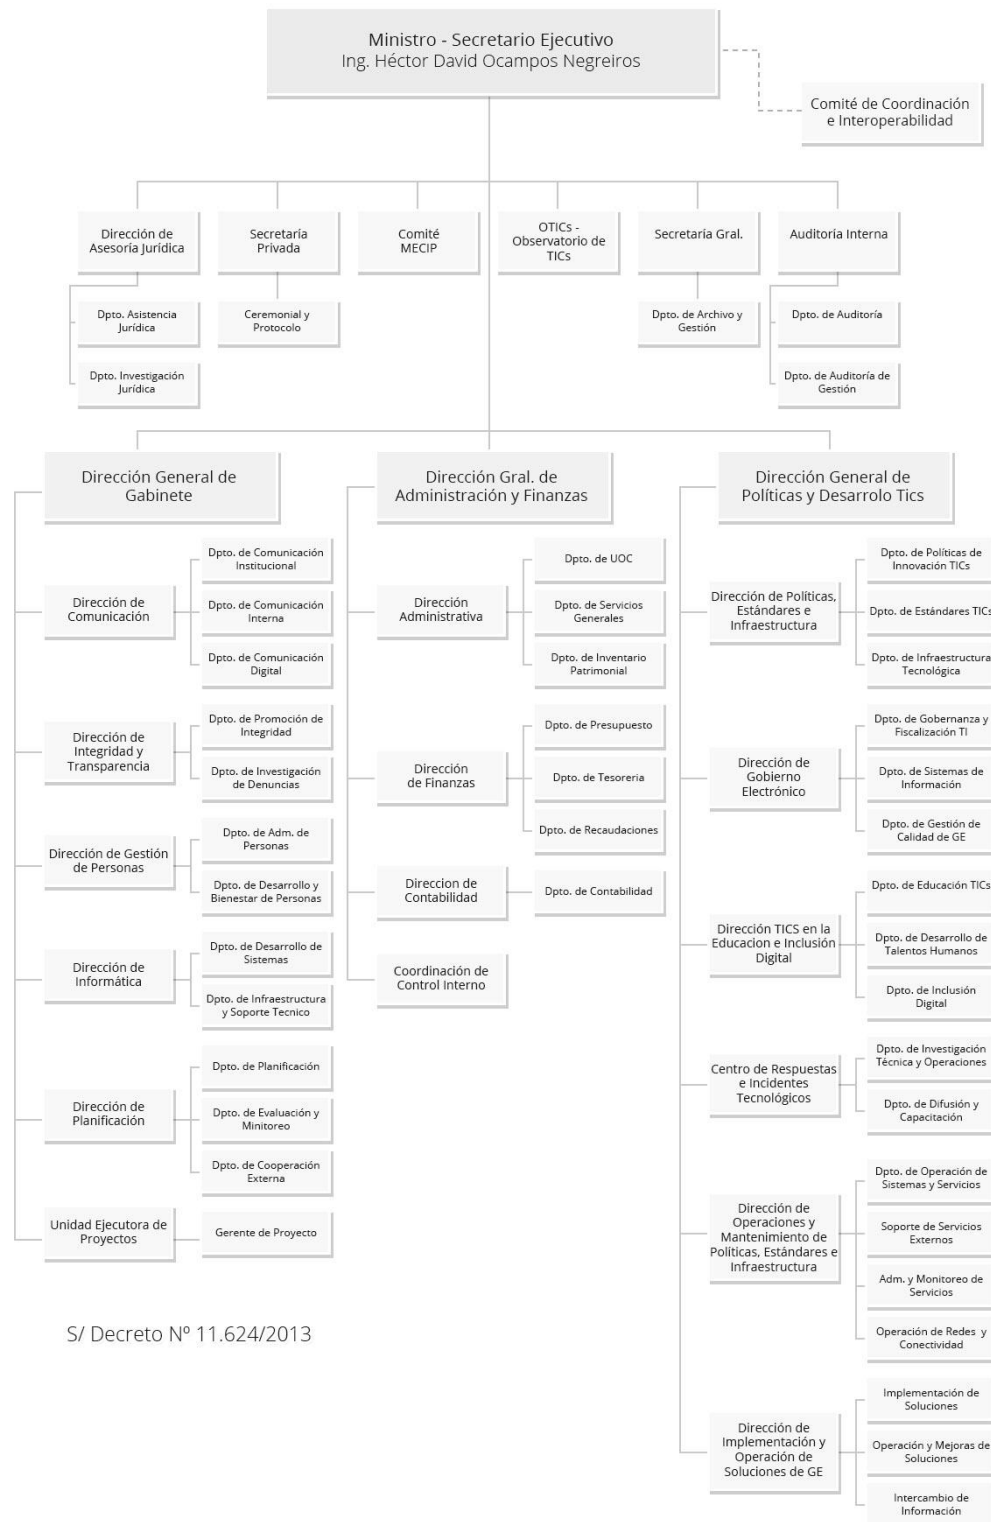 Ministro - Secretario Ejecutivo
Ing. Héctor David Ocampos Negreiros
Comité de Coordinación
e Interoperabilidad
Dirección de
Asesoría Jurídica
Secretaría
Privada
Comité
MECIP
OTICs -
Observatorio de
TICs
Secretaría Gral.
Auditoría Interna
Dpto. Asistencia
Jurídica
Ceremonial y
Protocolo
Dpto. de Archivo y
Gestión
Dpto. de Auditoría
Dpto. Investigación
Jurídica
Dpto. de Auditoría de
Gestión
Dirección General de
Gabinete
Dirección de
Comunicación
Dpto. de Comunicación
Institucional
Dpto. de Comunicación
Interna
Dpto. de Comunicación
Digital
Dirección de
Integridad y
Transparencia
Dpto. de Promoción de
Integridad
Dpto. de Investigación
de Denuncias
Dirección de Gestión
de Personas
Dpto. de Adm. de
Personas
Dpto. de Desarrollo y
Bienestar de Personas
Dirección de
Informática
Dpto. de Desarrollo de
Sistemas
Dpto. de Infraestructura
y Soporte Tecnico
Dirección de
Planificación
Dpto. de Planificación
Dpto. de Evaluación y
Minitoreo
Dpto. de Cooperación
Externa
Unidad Ejecutora de
Proyectos
Gerente de Proyecto
Dirección Gral. de
Administración y Finanzas
Dirección
Administrativa
Dpto. de UOC
Dpto. de Servicios
Generales
Dpto. de Inventario
Patrimonial
Dirección
de Finanzas
Dpto. de Presupuesto
Dpto. de Tesoreria
Dpto. de Recaudaciones
Direccion de
Contabilidad
Dpto. de Contabilidad
Coordinación de
Control Interno
Dirección General de
Políticas y Desarrolo Tics
Dirección de Políticas,
Estándares e
Infraestructura
Dpto. de Políticas de
Innovación TICs
Dpto. de Estándares TICs
Dpto. de Infraestructura
Tecnológica
Dirección de
Gobierno
Electrónico
Dpto. de Gobernanza y
Fiscalización TI
Dpto. de Sistemas de
Información
Dpto. de Gestión de
Calidad de GE
Dirección TICS en la
Educacion e Inclusión
Digital
Dpto. de Educación TICs
Dpto. de Desarrollo de
Talentos Humanos
Dpto. de Inclusión
Digital
Centro de Respuestas
e Incidentes
Tecnológicos
Dpto. de Investigación
Técnica y Operaciones
Dpto. de Difusión y
Capacitación
Dirección de
Operaciones y
Mantenimiento de
Políticas, Estándares e
Infraestructura
Dpto. de Operación de
Sistemas y Servicios
Soporte de Servicios
Externos
Adm. y Monitoreo de
Servicios
Operación de Redes y
Conectividad
Dirección de
Implementación y
Operación de
Soluciones de GE
Implementación de
Soluciones
Operación y Mejoras de
Soluciones
Intercambio de
Información
S/ Decreto Nº 11.624/2013